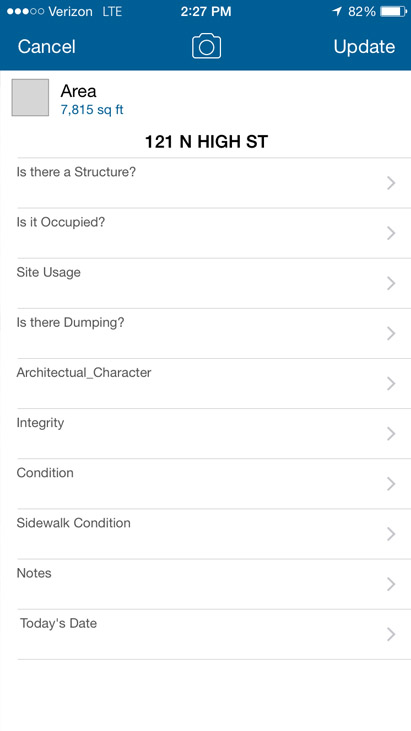 Verizon LTE 2:27 PM 82%
Cancel Update
Area
7,815 sq ft
121 N HIGH ST
Is there a Structure?
Is it Occupied?
Site Usage
Is there Dumping?
Architectual_Character
Integrity
Condition
Sidewalk Condition
Notes
Today's Date